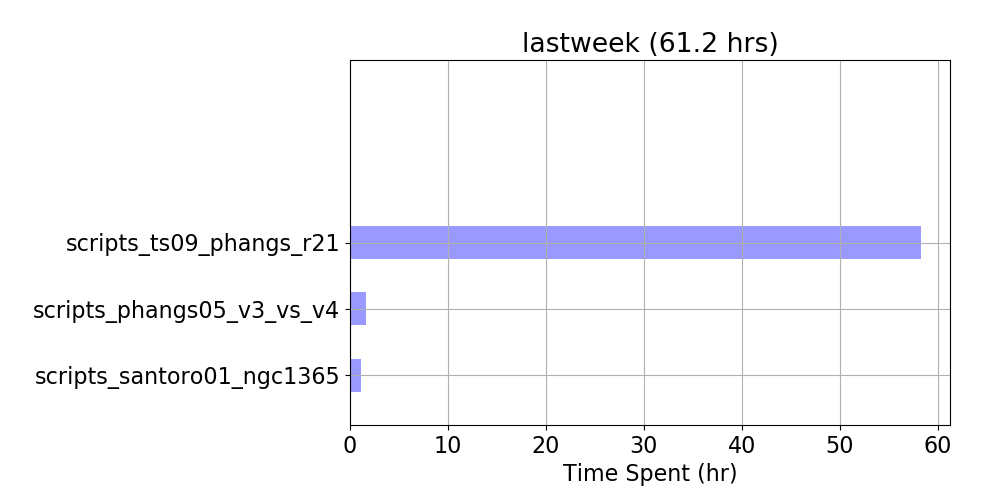 lastweek (61.2 hrs)
scripts_ts09_phangs_r21
scripts_phangs05_v3_vs_v4
scripts_santoro01_ngc1365
0 10 20 30 40 50 60
Time Spent (hr)